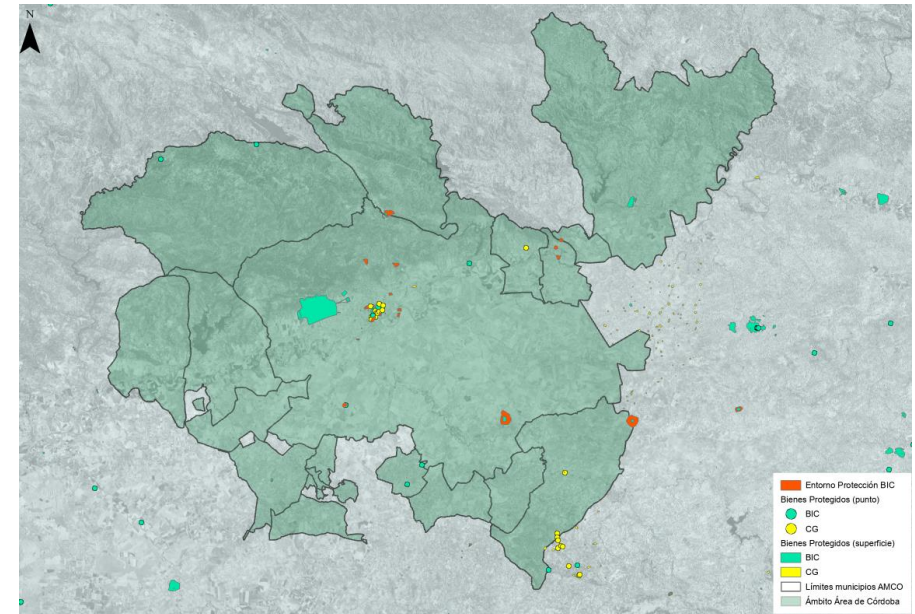 N
Entorno Protección BIC
Bienes Protegidos (punto)
BIC
CG
Bienes Protegidos (superficie)
BIC
CG
Límites municipios AMCO
Ámbito Área de Córdoba